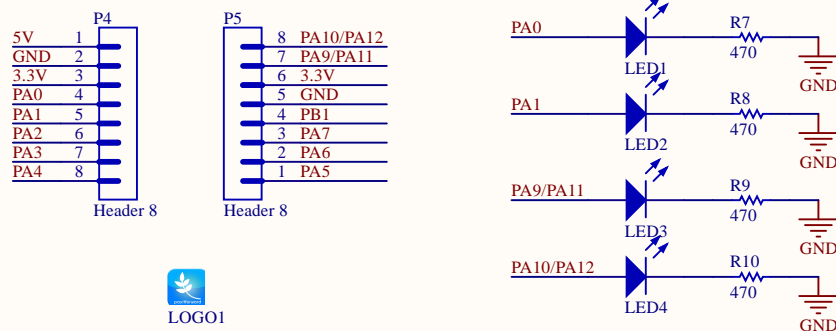 P4
5V 1
GND 2
3.3V 3
PA0 4
PA1 5
PA2 6
PA3 7
PA4 8
Header 8
P5
8 PA10/PA12
7 PA9/PA11
6 3.3V
5 GND
4 PB1
3 PA7
2 PA6
1 PA5
Header 8
LOGO1
PA0
LED1
R7
470
GND
PA1
LED2
R8
470
GND
PA9/PA11
LED3
R9
470
GND
PA10/PA12
LED4
R10
470
GND